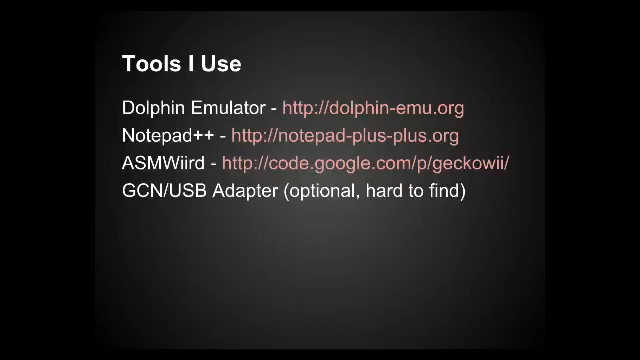 Tools I Use
Dolphin Emulator - http://dolphin-emu.org
Notepad++ - http://notepad-plus-plus.org
ASMWiird - http://code.google.com/p/geckowii/
GCN/USB Adapter (optional, hard to find)